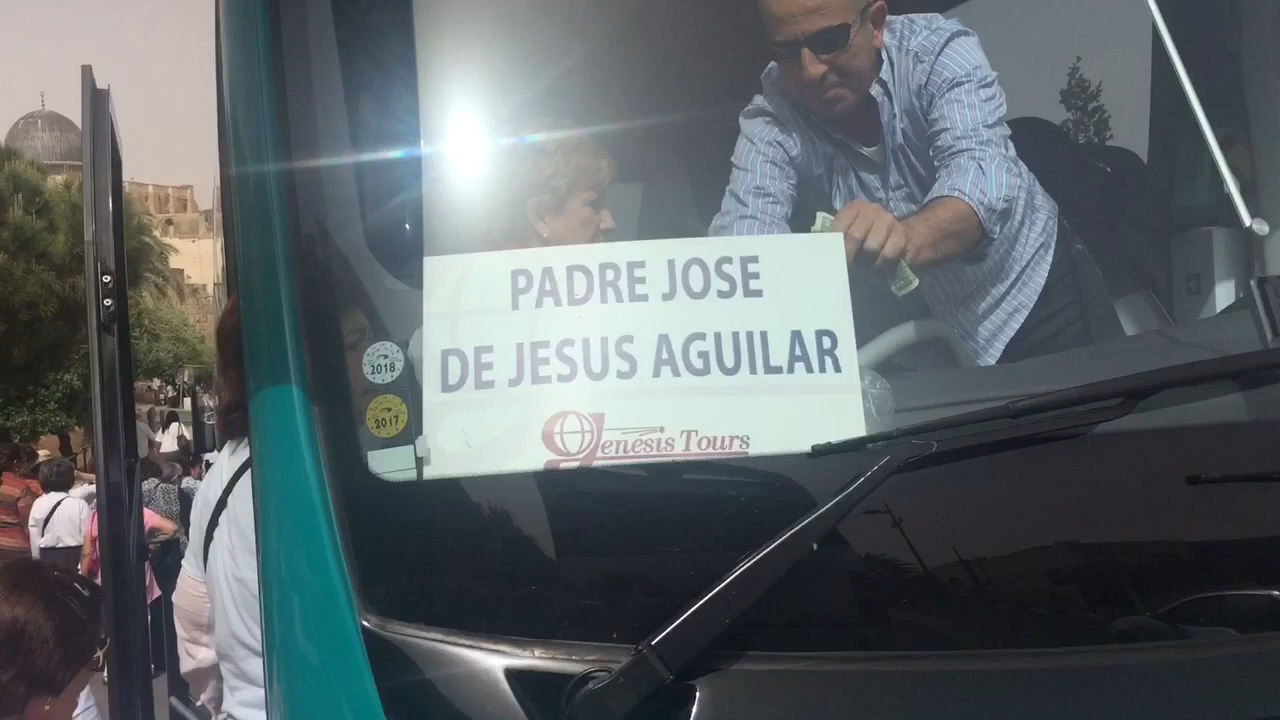 PADRE JOSE
DE JESUS AGUILAR
Genesis Tours
2018
2017